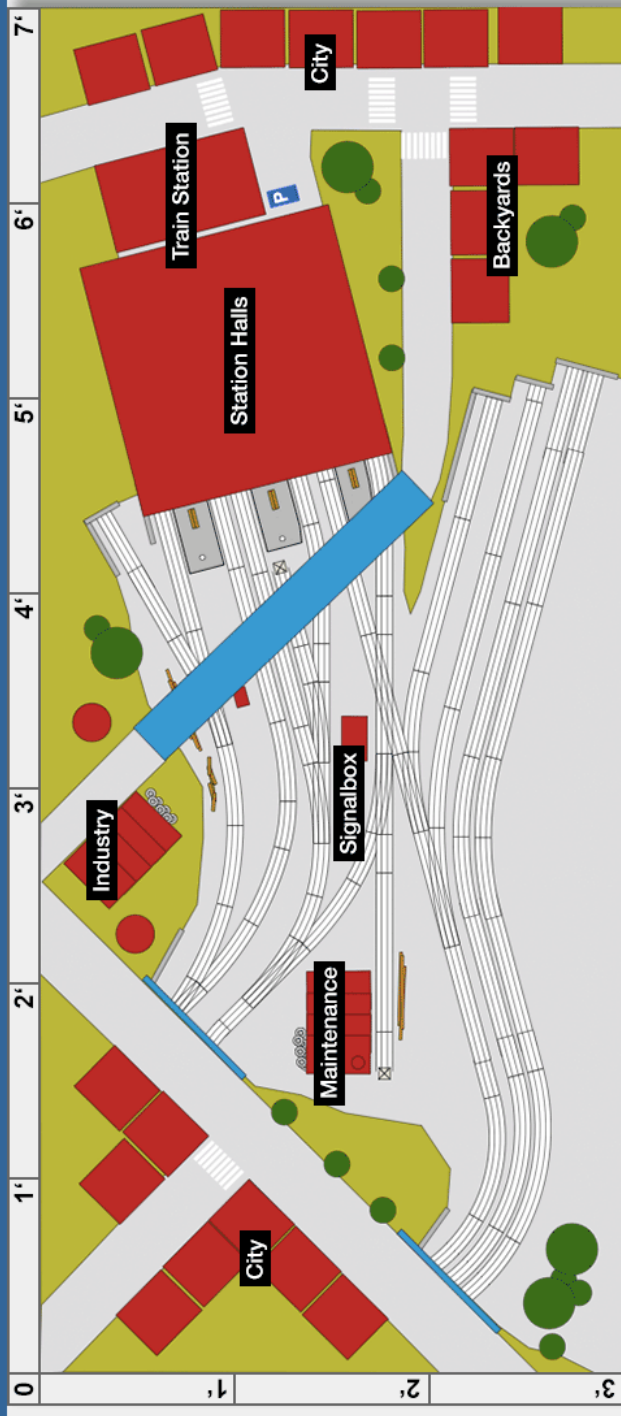 0 1‘ 2‘ 3‘ 4‘ 5‘ 6‘ 7‘
Industry
Train Station
1‘
Station Halls
City
P
City
Maintenance
Signalbox
2‘
Backyards
3‘